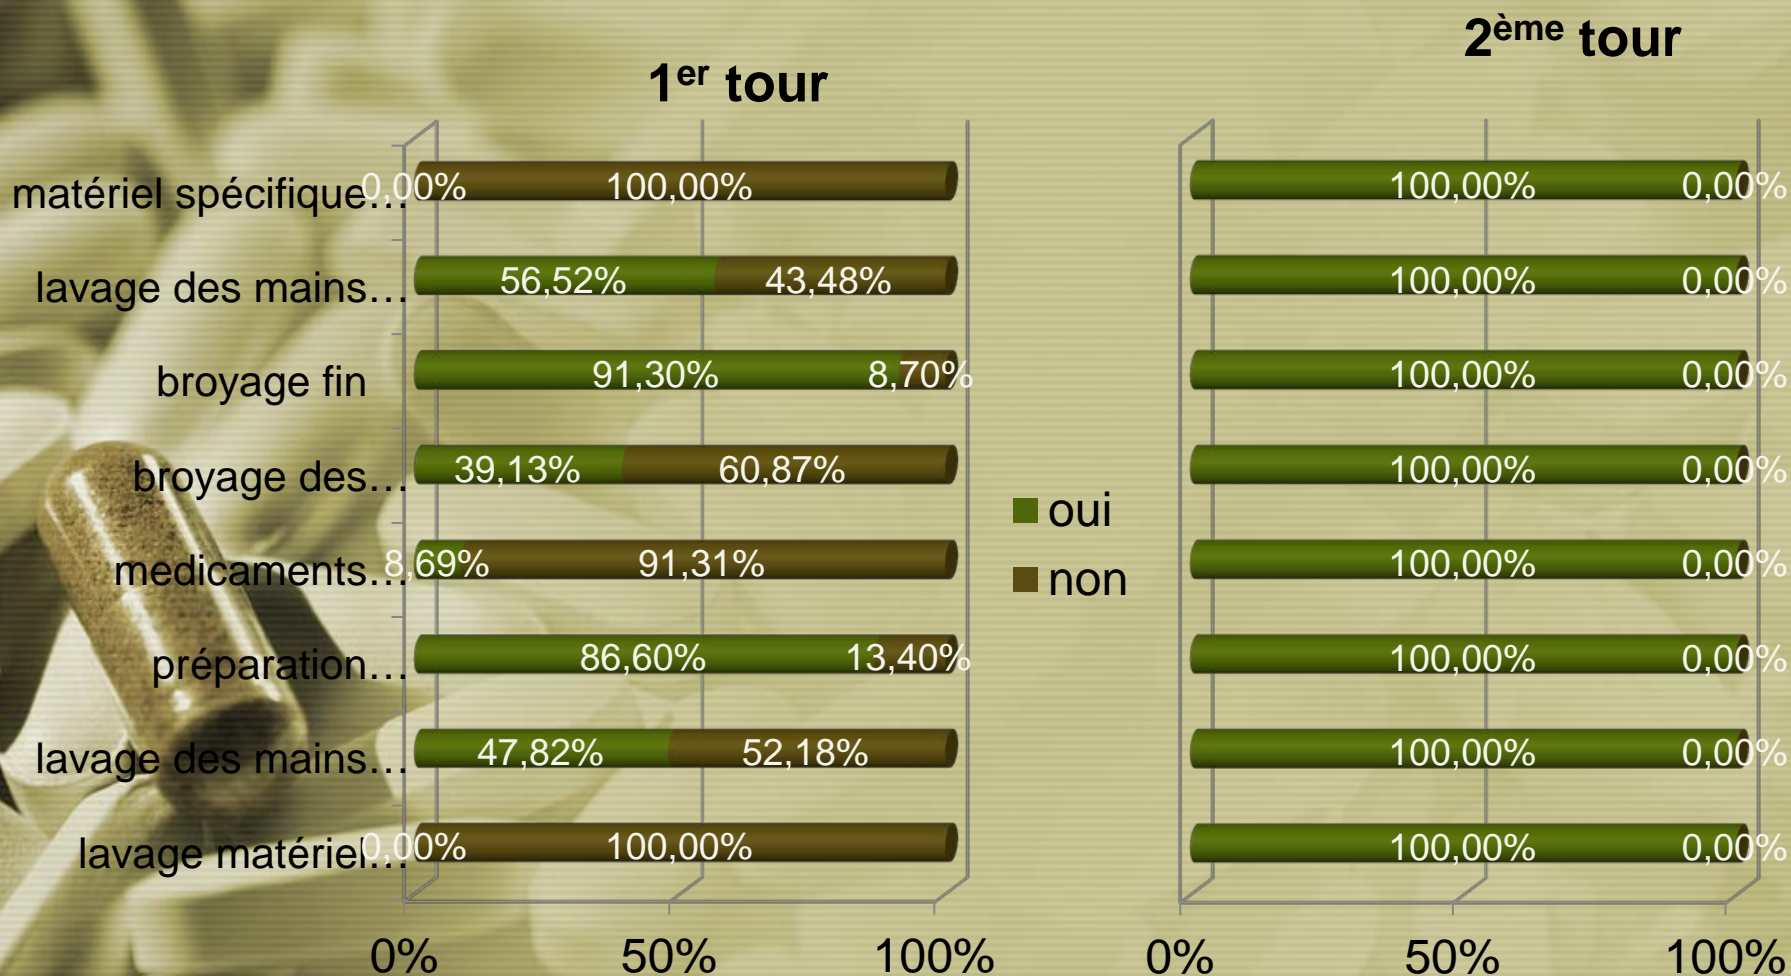 2ème tour
1er tour
matériel spécifique… 0,00% 100,00% 100,00% 0,00%
lavage des mains… 56,52% 43,48% 100,00% 0,00%
broyage fin 91,30% 8,70% 100,00% 0,00%
broyage des… 39,13% 60,87% 100,00% 0,00%
oui
medicaments… 8,69% 91,31% 100,00% 0,00%
non
préparation… 86,60% 13,40% 100,00% 0,00%
lavage des mains… 47,82% 52,18% 100,00% 0,00%
lavage matériel… 0,00% 100,00% 100,00% 0,00%
0% 50% 100% 0% 50% 100%